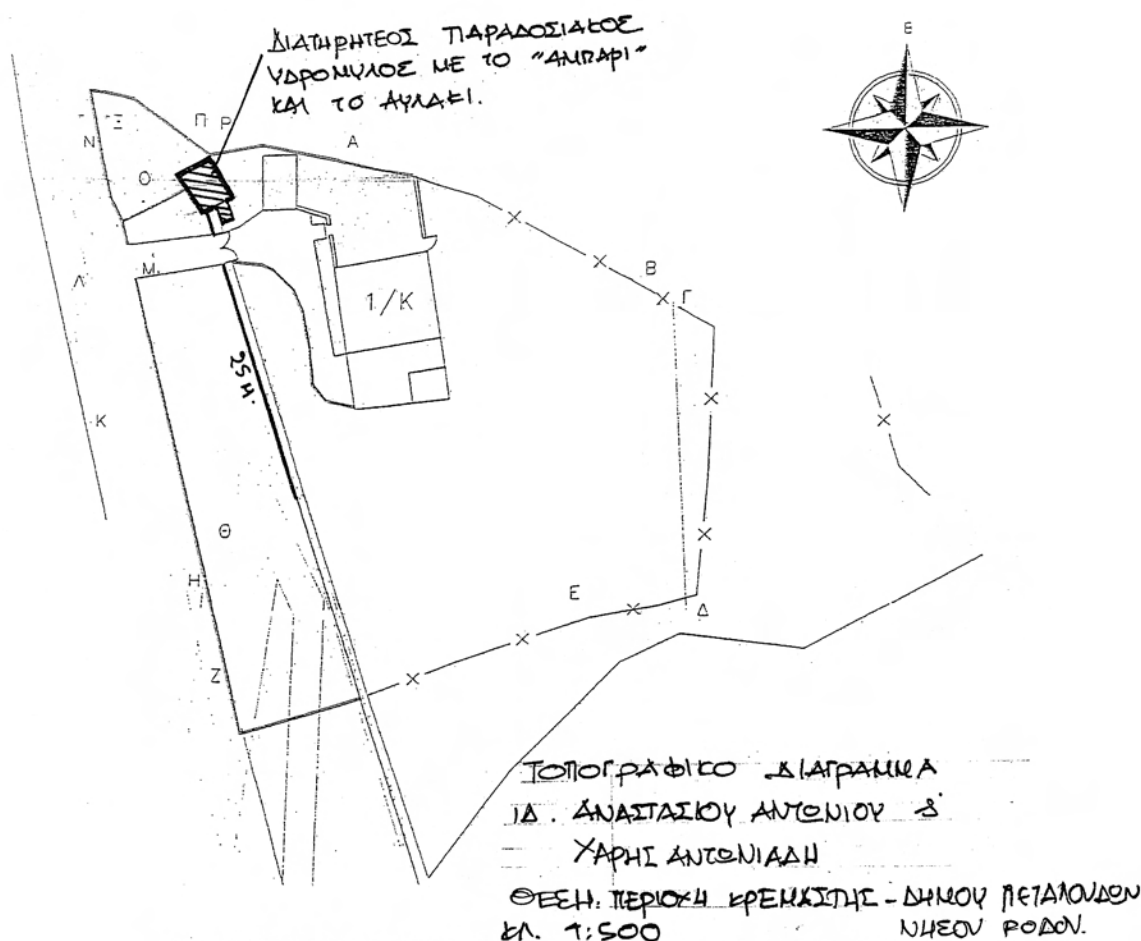 ΔΙΑΤΗΡΗΤΕΟΣ ΠΑΡΑΔΟΣΙΑΚΟΣ
ΥΔΡΟΜΥΛΟΣ ΜΕ ΤΟ "ΑΜΠΑΡΙ"
ΚΑΙ ΤΟ ΑΥΛΑΚΙ.
Β
Ν Ξ Π Ρ Α
Ο
Λ Μ. Β Γ
1/Κ
25 Μ.
Κ
Θ
Η Ε Δ
Ζ
ΤΟΠΟΓΡΑΦΙΚΟ ΔΙΑΓΡΑΜΜΑ
ΙΔ. ΑΝΑΣΤΑΣΙΟΥ ΑΝΤΩΝΙΟΥ &
ΧΑΡΗΣ ΑΝΤΩΝΙΑΔΗ
ΘΕΣΗ: ΠΕΡΙΟΧΗ ΚΡΕΜΑΣΤΗΣ - ΔΗΜΟΥ ΠΕΤΑΛΟΥΔΩΝ
ΚΛ. 1:500 ΝΗΣΟΥ ΡΟΔΟΥ.